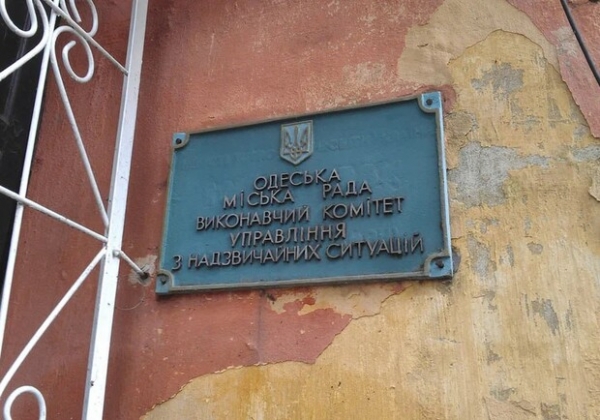 ОДЕСЬКА
МІСЬКА РАДА
ВИКОНАВЧИЙ КОМІТЕТ
УПРАВЛІННЯ
З НАДЗВИЧАЙНИХ СИТУАЦІЙ